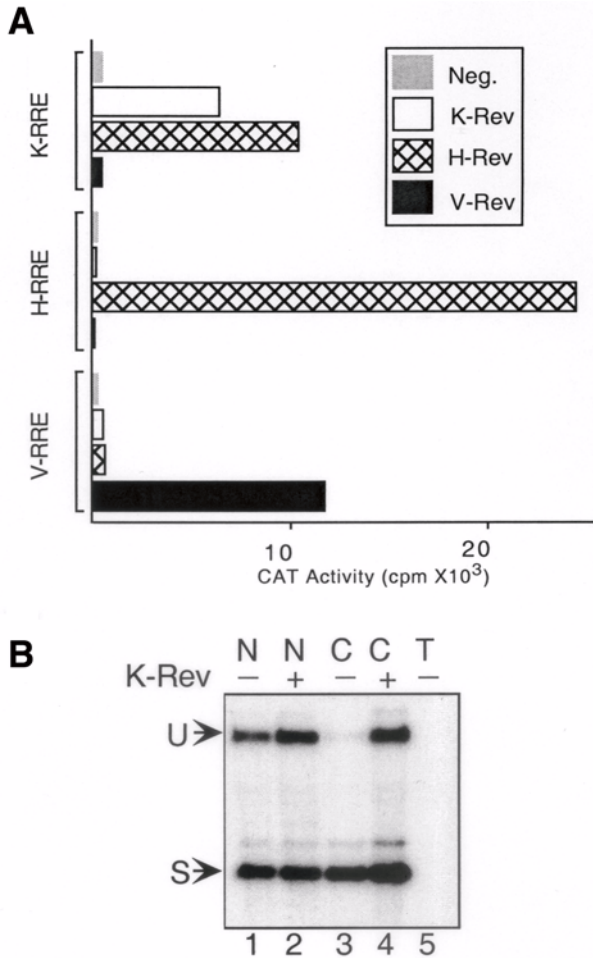 A
K-RRE
H-RRE
V-RRE
Neg.
K-Rev
H-Rev
V-Rev
10 20
CAT Activity (cpm X10³)
B
N N C C T
K-Rev − + − + −
U
S
1 2 3 4 5